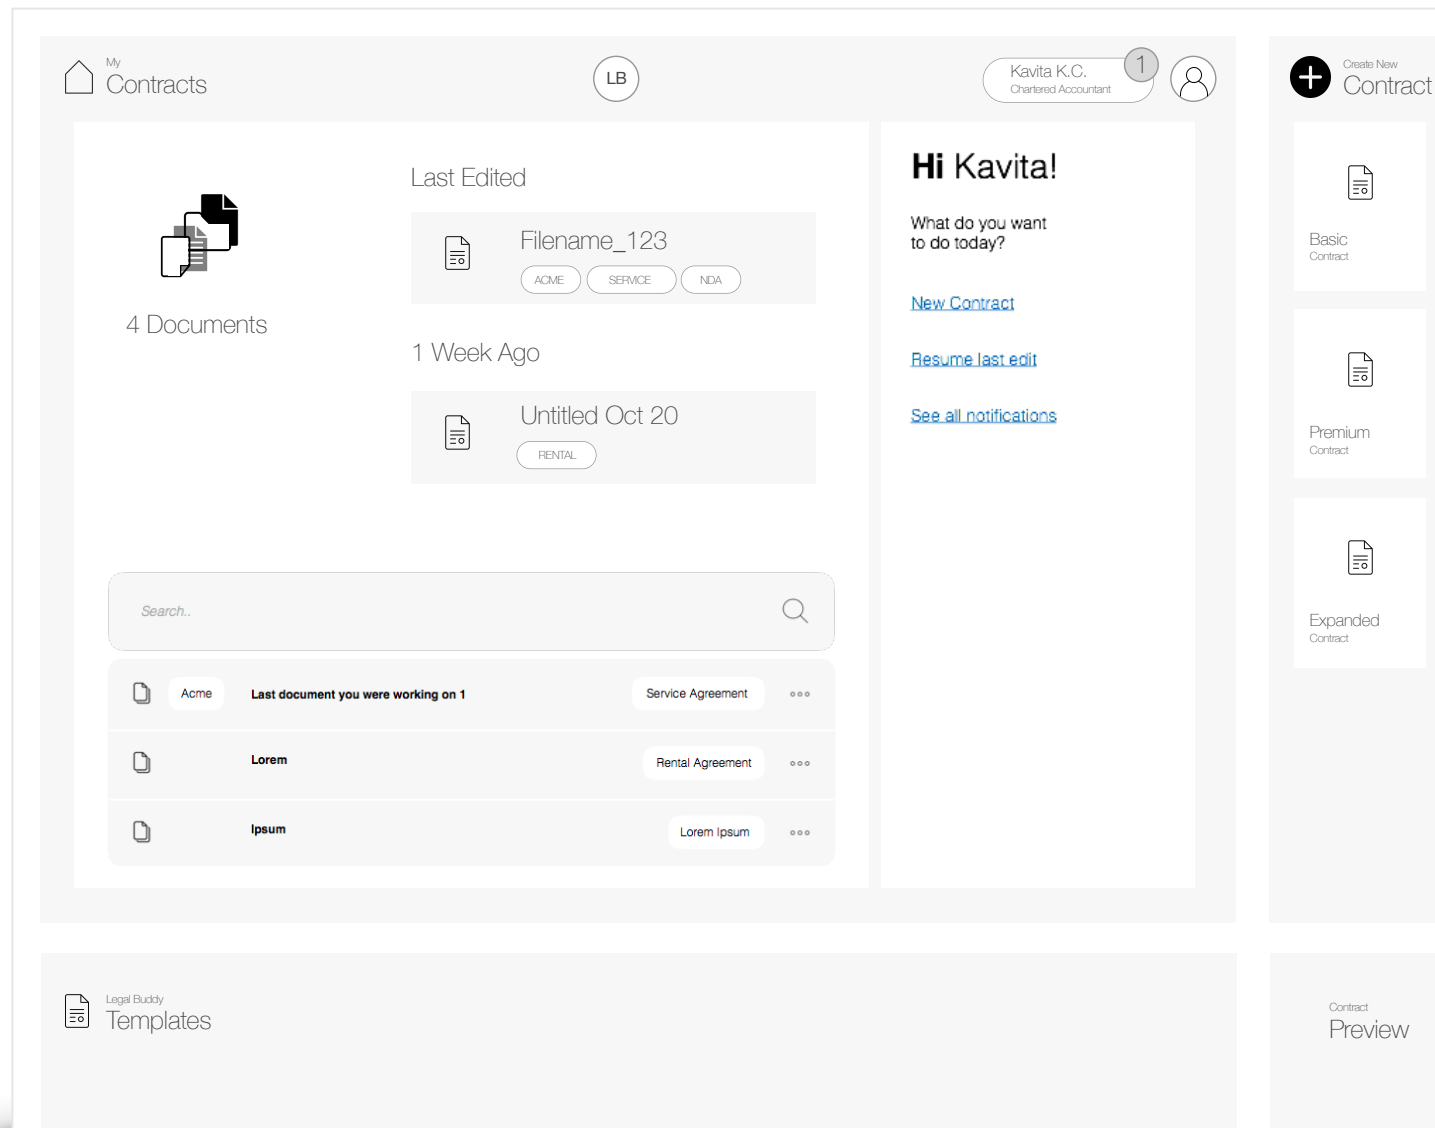 My
Contracts
LB
Kavita K.C.
Chartered Accountant
1
Create New
Contract
4 Documents
Last Edited
Filename_123
ACME
SERVICE
NDA
1 Week Ago
Untitled Oct 20
RENTAL
Hi Kavita!
What do you want
to do today?
New Contract
Resume last edit
See all notifications
Basic
Contract
Premium
Contract
Expanded
Contract
Search..
Acme
Last document you were working on 1
Service Agreement
Lorem
Rental Agreement
Ipsum
Lorem Ipsum
Legal Buddy
Templates
Contract
Preview